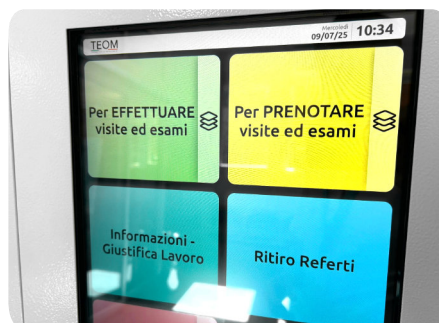 TEOM
Mercoledì
09/07/25
10:34
Per EFFETTUARE
visite ed esami
Per PRENOTARE
visite ed esami
Informazioni -
Giustifica Lavoro
Ritiro Referti